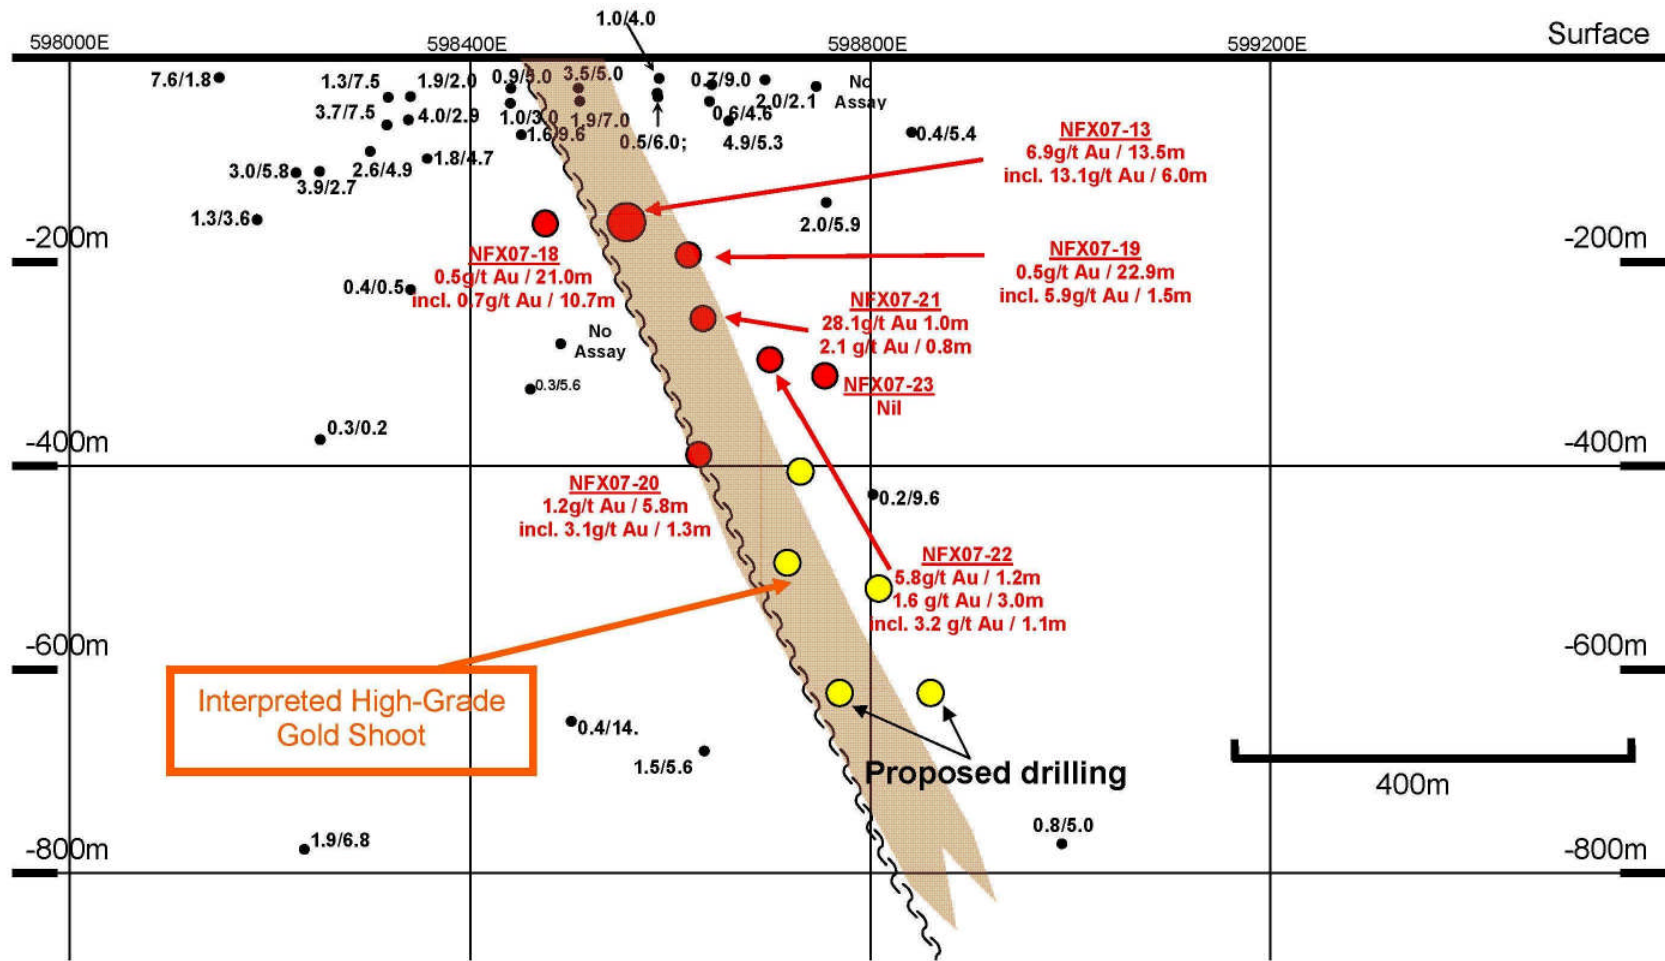 1.0/4.0
598000E
598400E
598800E
599200E
Surface
7.6/1.8
1.3/7.5
1.9/2.0
0.9/5.0
3.5/5.0
0.7/9.0
2.0/2.1
No
Assay
3.7/7.5
4.0/2.9
1.0/3.0
1.9/7.0
0.6/4.6
1.6/9.6
0.5/6.0;
4.9/5.3
0.4/5.4
3.0/5.8
3.9/2.7
2.6/4.9
1.8/4.7
NFX07-13
6.9g/t Au / 13.5m
incl. 13.1g/t Au / 6.0m
1.3/3.6
2.0/5.9
-200m
-200m
NFX07-18
0.5g/t Au / 21.0m
incl. 0.7g/t Au / 10.7m
NFX07-19
0.5g/t Au / 22.9m
incl. 5.9g/t Au / 1.5m
0.4/0.5
NFX07-21
28.1g/t Au 1.0m
2.1 g/t Au / 0.8m
No
Assay
0.3/5.6
NFX07-23
Nil
0.3/0.2
-400m
-400m
NFX07-20
1.2g/t Au / 5.8m
incl. 3.1g/t Au / 1.3m
0.2/9.6
NFX07-22
5.8g/t Au / 1.2m
1.6 g/t Au / 3.0m
incl. 3.2 g/t Au / 1.1m
-600m
-600m
Interpreted High-Grade
Gold Shoot
0.4/14.
1.5/5.6
Proposed drilling
400m
1.9/6.8
0.8/5.0
-800m
-800m